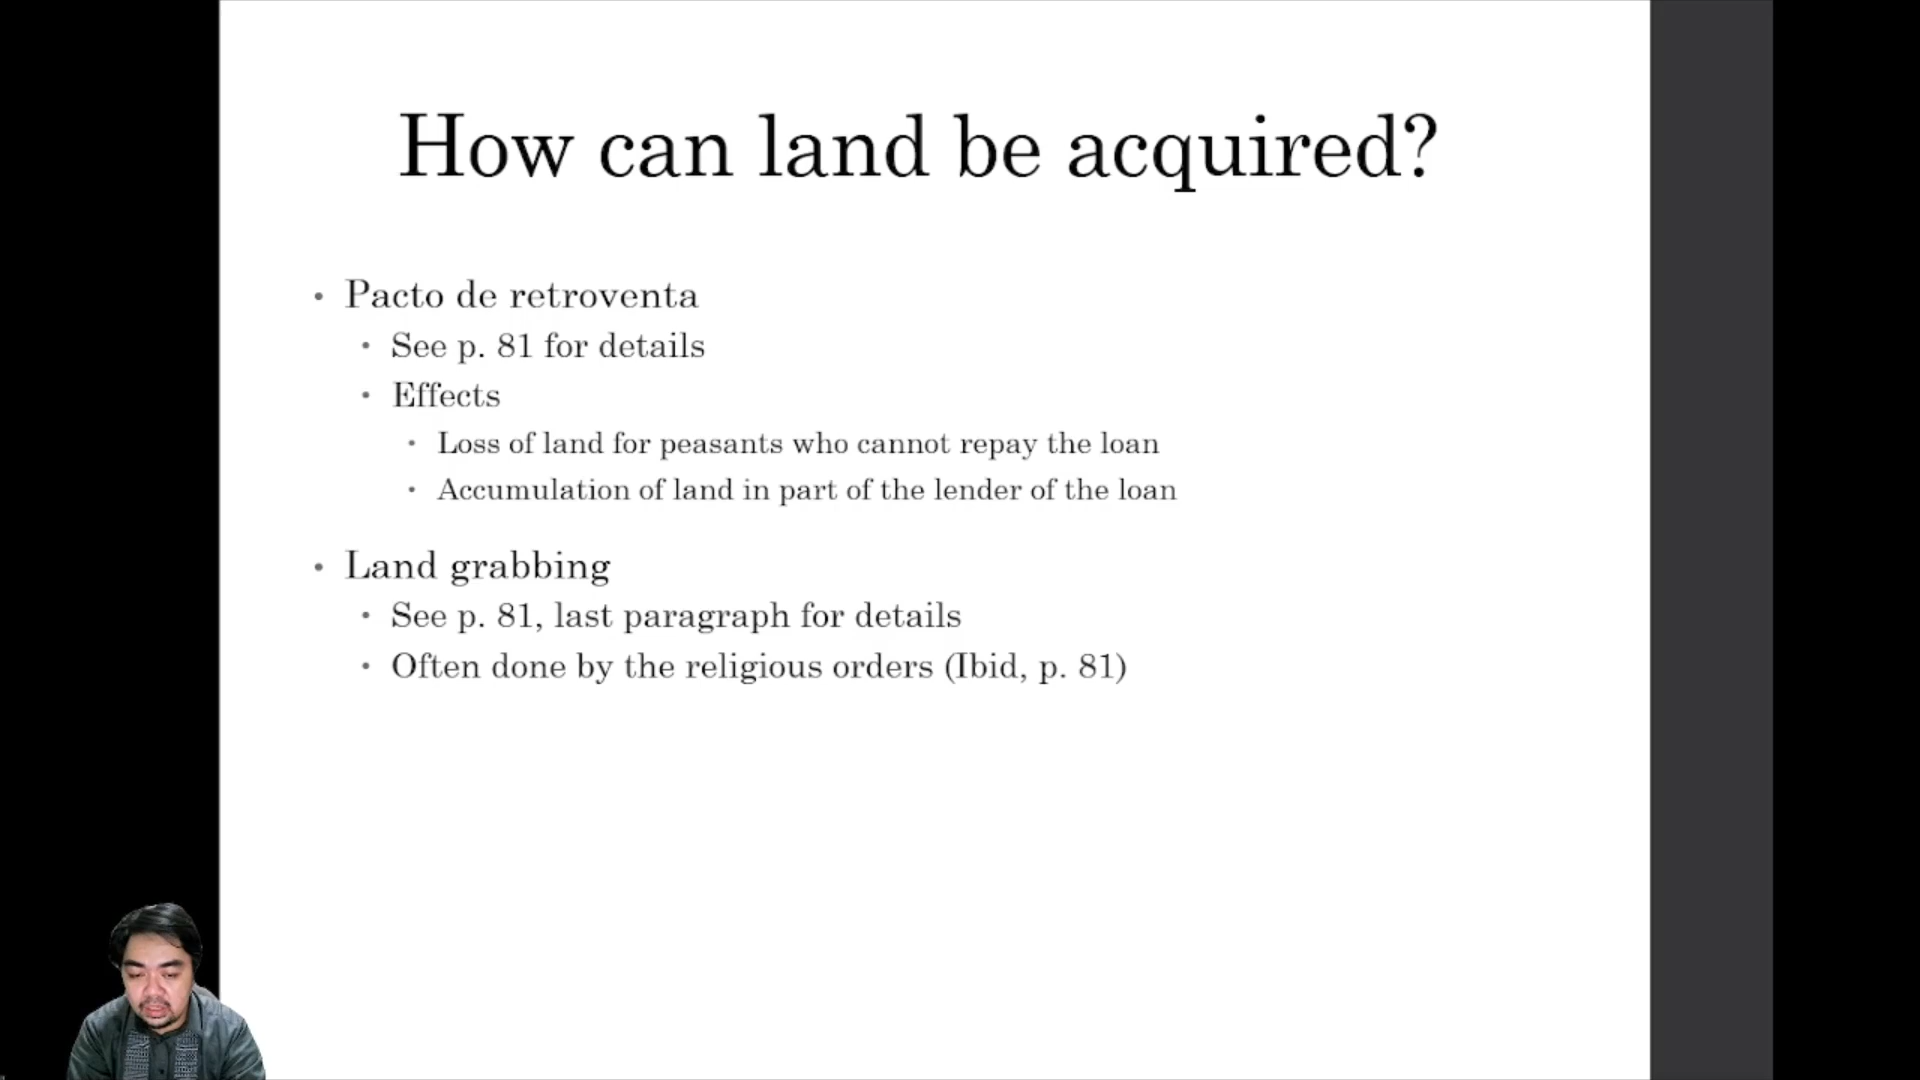 How can land be acquired?
• Pacto de retroventa
• See p. 81 for details
• Effects
• Loss of land for peasants who cannot repay the loan
• Accumulation of land in part of the lender of the loan
• Land grabbing
• See p. 81, last paragraph for details
• Often done by the religious orders (Ibid, p. 81)